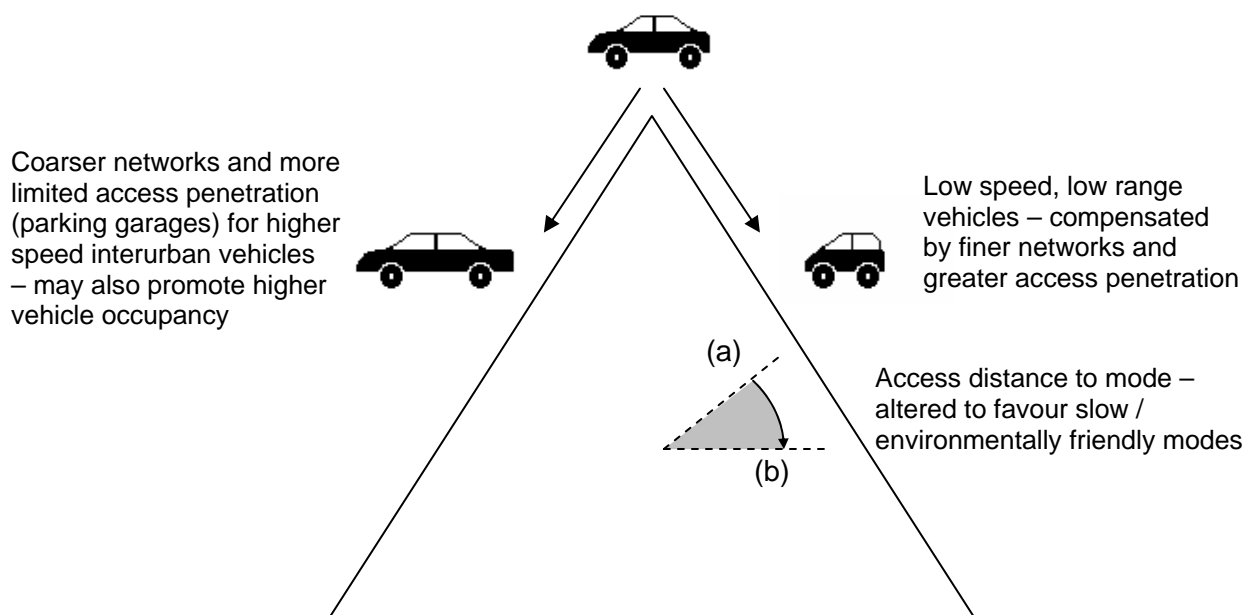 Coarser networks and more
limited access penetration
(parking garages) for higher
speed interurban vehicles
– may also promote higher
vehicle occupancy
Low speed, low range
vehicles – compensated
by finer networks and
greater access penetration
(a)
(b)
Access distance to mode –
altered to favour slow /
environmentally friendly modes